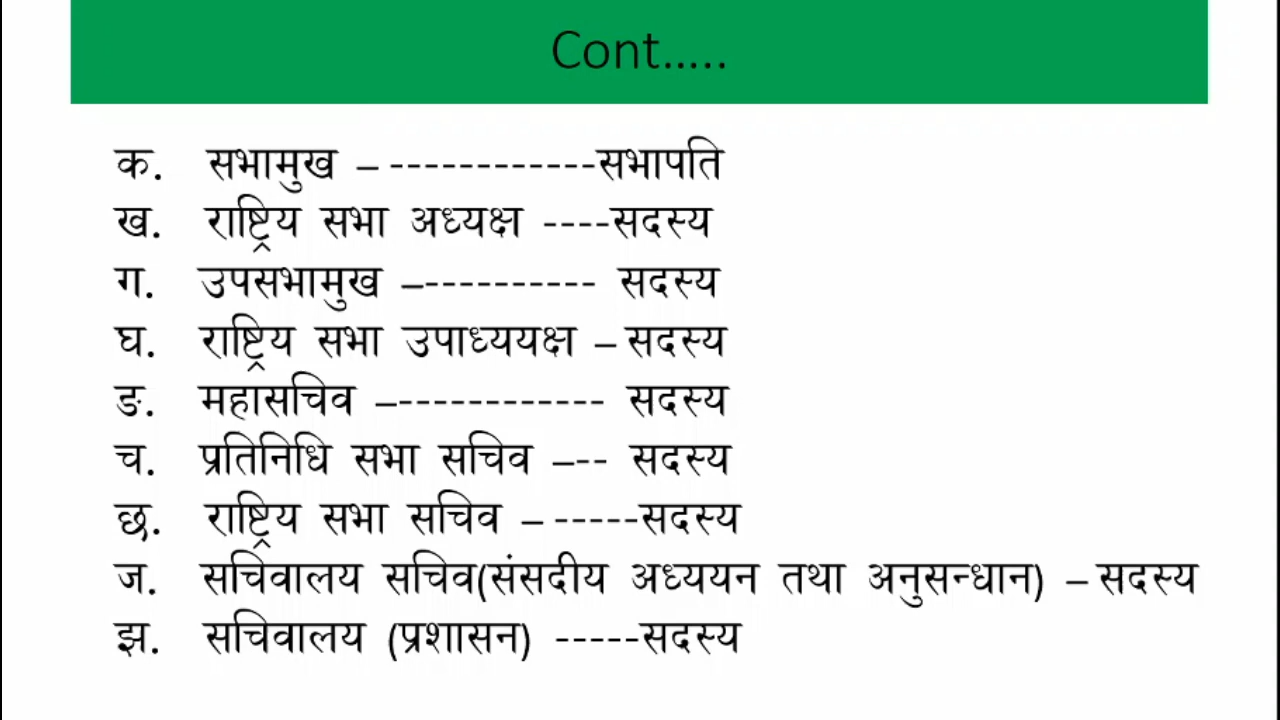 Cont.....
क. सभामुख – ------------सभापति
ख. राष्ट्रिय सभा अध्यक्ष ----सदस्य
ग. उपसभामुख –----------- सदस्य
घ. राष्ट्रिय सभा उपाध्ययक्ष – सदस्य
ङ. महासचिव –------------ सदस्य
च. प्रतिनिधि सभा सचिव –-- सदस्य
छ. राष्ट्रिय सभा सचिव – -----सदस्य
ज. सचिवालय सचिव(संसदीय अध्ययन तथा अनुसन्धान) – सदस्य
झ. सचिवालय (प्रशासन) -----सदस्य